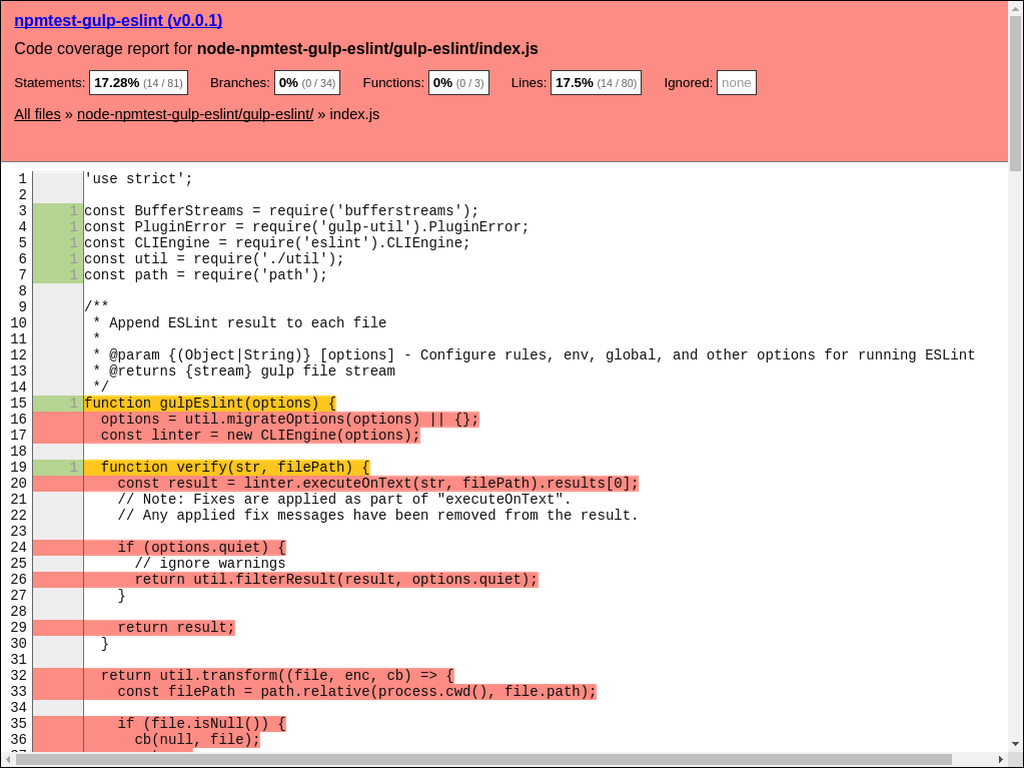 npmtest-gulp-eslint (v0.0.1)
Code coverage report for node-npmtest-gulp-eslint/gulp-eslint/index.js
Statements: 17.28% (14 / 81) Branches: 0% (0 / 34) Functions: 0% (0 / 3) Lines: 17.5% (14 / 80) Ignored: none
All files » node-npmtest-gulp-eslint/gulp-eslint/ » index.js
1 'use strict';
2
3 1 const BufferStreams = require('bufferstreams');
4 1 const PluginError = require('gulp-util').PluginError;
5 1 const CLIEngine = require('eslint').CLIEngine;
6 1 const util = require('./util');
7 1 const path = require('path');
8
9 /**
10 * Append ESLint result to each file
11 *
12 * @param {(Object|String)} [options] - Configure rules, env, global, and other options for running ESLint
13 * @returns {stream} gulp file stream
14 */
15 1 function gulpEslint(options) {
16 options = util.migrateOptions(options) || {};
17 const linter = new CLIEngine(options);
18
19 1 function verify(str, filePath) {
20 const result = linter.executeOnText(str, filePath).results[0];
21 // Note: Fixes are applied as part of "executeOnText".
22 // Any applied fix messages have been removed from the result.
23
24 if (options.quiet) {
25 // ignore warnings
26 return util.filterResult(result, options.quiet);
27 }
28
29 return result;
30 }
31
32 return util.transform((file, enc, cb) => {
33 const filePath = path.relative(process.cwd(), file.path);
34
35 if (file.isNull()) {
36 cb(null, file);